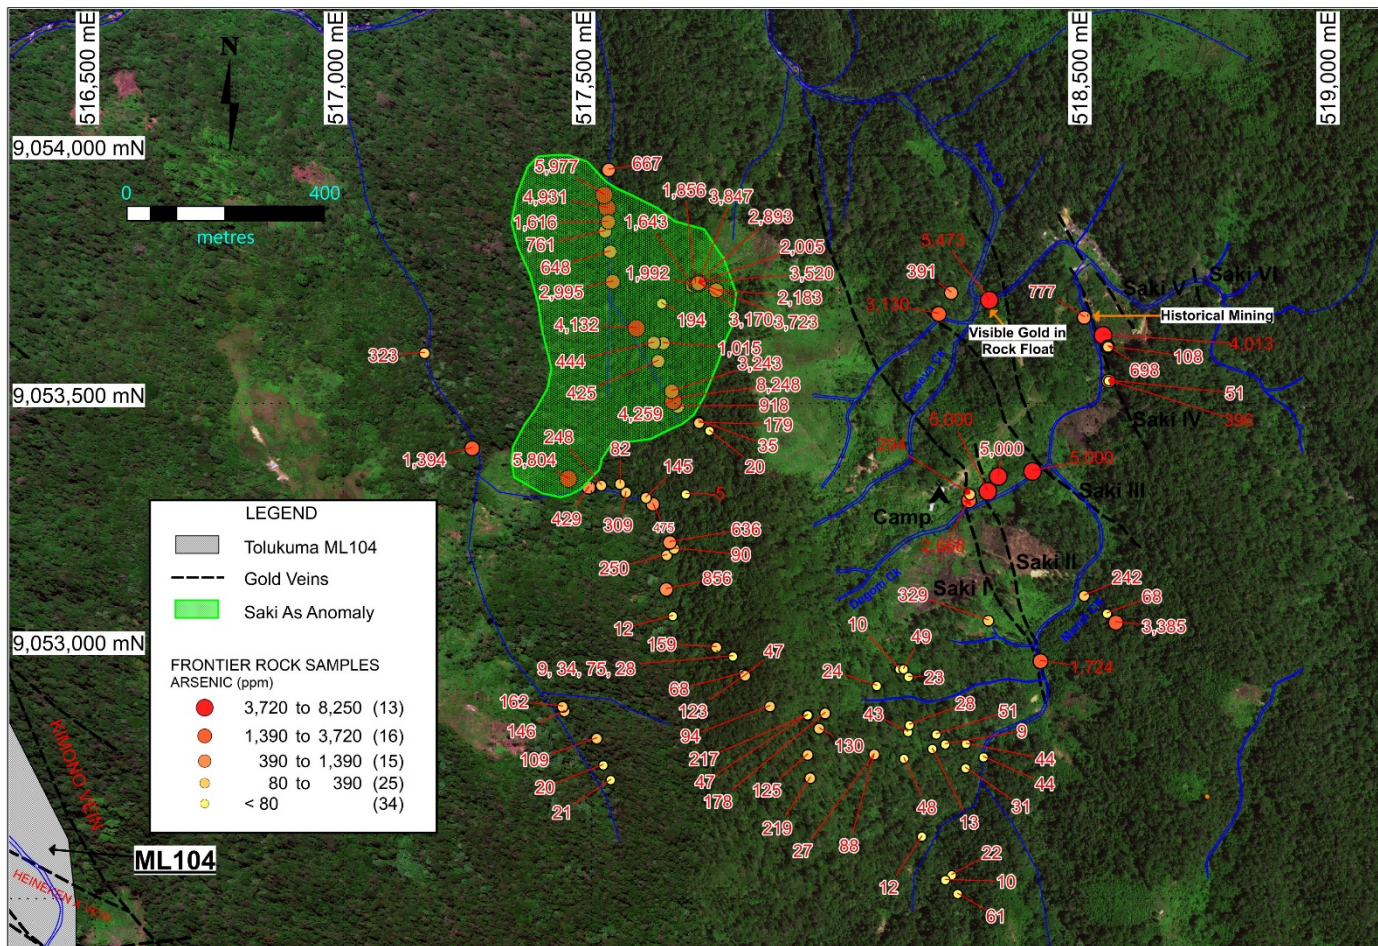 516,500 mE
517,000 mE
517,500 mE
518,500 mE
519,000 mE
N
9,054,000 mN
0
400
metres
667
5,977
4,931
1,616
761
648
2,995
1,856
3,847
2,893
1,643
2,005
3,520
1,992
2,183
3,170
3,723
194
4,132
444
1,015
425
3,243
8,248
4,259
918
179
35
20
323
9,053,500 mN
1,394
248
82
5,804
145
5
429
309
475
636
90
250
856
12
159
9, 34, 75, 28
47
68
123
162
146
109
20
21
94
217
47
178
130
125
219
27
88
24
10
49
23
43
28
51
9
44
44
48
13
31
12
22
10
61
5,473
391
3,130
Visible Gold in
Rock Float
777
Historical Mining
Saki V
Saki VI
4,013
108
698
51
396
Saki IV
5,000
5,000
5,000
294
Saki III
Camp
2,668
Saki II
Saki I
329
242
68
3,385
1,724
9,053,000 mN
LEGEND
Tolukuma ML104
Gold Veins
Saki As Anomaly
FRONTIER ROCK SAMPLES
ARSENIC (ppm)
3,720 to 8,250 (13)
1,390 to 3,720 (16)
390 to 1,390 (15)
80 to 390 (25)
< 80 (34)
KIMONO VEIN
ML104